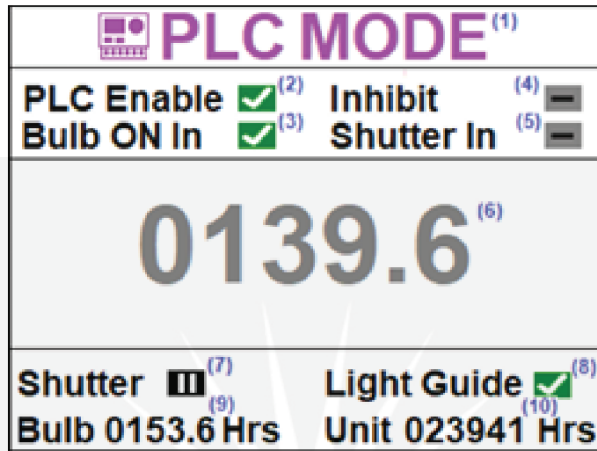 PLC MODE (1)
PLC Enable (2) Inhibit (4)
Bulb ON In (3) Shutter In (5)
0139.6 (6)
Shutter (7) Light Guide (8)
Bulb 0153.6 Hrs (9) Unit 023941 Hrs (10)